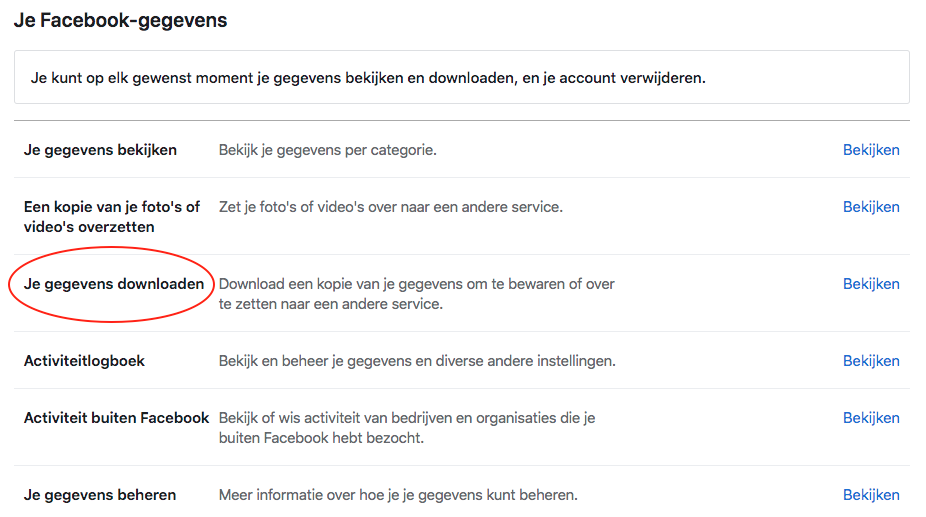 Je Facebook-gegevens
Je kunt op elk gewenst moment je gegevens bekijken en downloaden, en je account verwijderen.
Je gegevens bekijken Bekijk je gegevens per categorie. Bekijken
Een kopie van je foto's of Zet je foto's of video's over naar een andere service. Bekijken
video's overzetten
Je gegevens downloaden Download een kopie van je gegevens om te bewaren of over Bekijken
te zetten naar een andere service.
Activiteitlogboek Bekijk en beheer je gegevens en diverse andere instellingen. Bekijken
Activiteit buiten Facebook Bekijk of wis activiteit van bedrijven en organisaties die je Bekijken
buiten Facebook hebt bezocht.
Je gegevens beheren Meer informatie over hoe je je gegevens kunt beheren. Bekijken